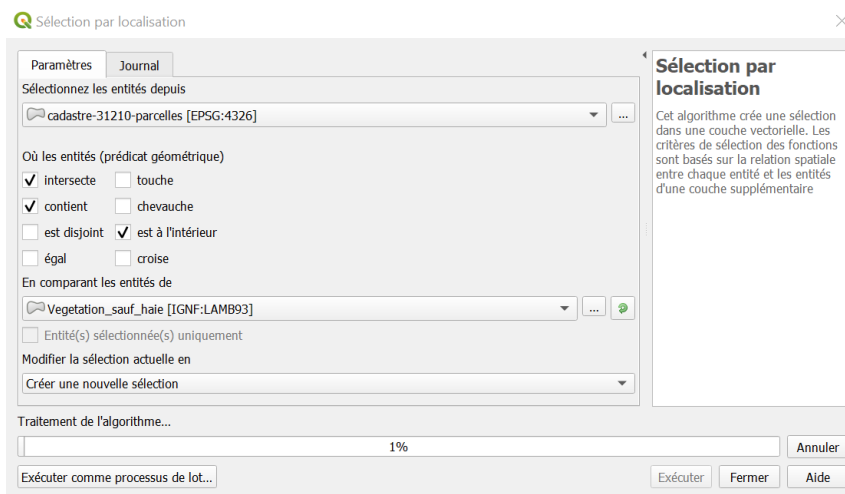 Sélection par localisation
Paramètres
Journal
Sélectionnez les entités depuis
cadastre-31210-parcelles [EPSG:4326]
...
Où les entités (prédicat géométrique)
intersecte
touche
contient
chevauche
est disjoint
est à l'intérieur
égal
croise
En comparant les entités de
Vegetation_sauf_haie [IGNF:LAMB93]
...
Entité(s) sélectionnée(s) uniquement
Modifier la sélection actuelle en
Créer une nouvelle sélection
Sélection par
localisation
Cet algorithme crée une sélection
dans une couche vectorielle. Les
critères de sélection des fonctions
sont basés sur la relation spatiale
entre chaque entité et les entités
d'une couche supplémentaire
Traitement de l'algorithme...
1%
Annuler
Exécuter comme processus de lot...
Exécuter
Fermer
Aide